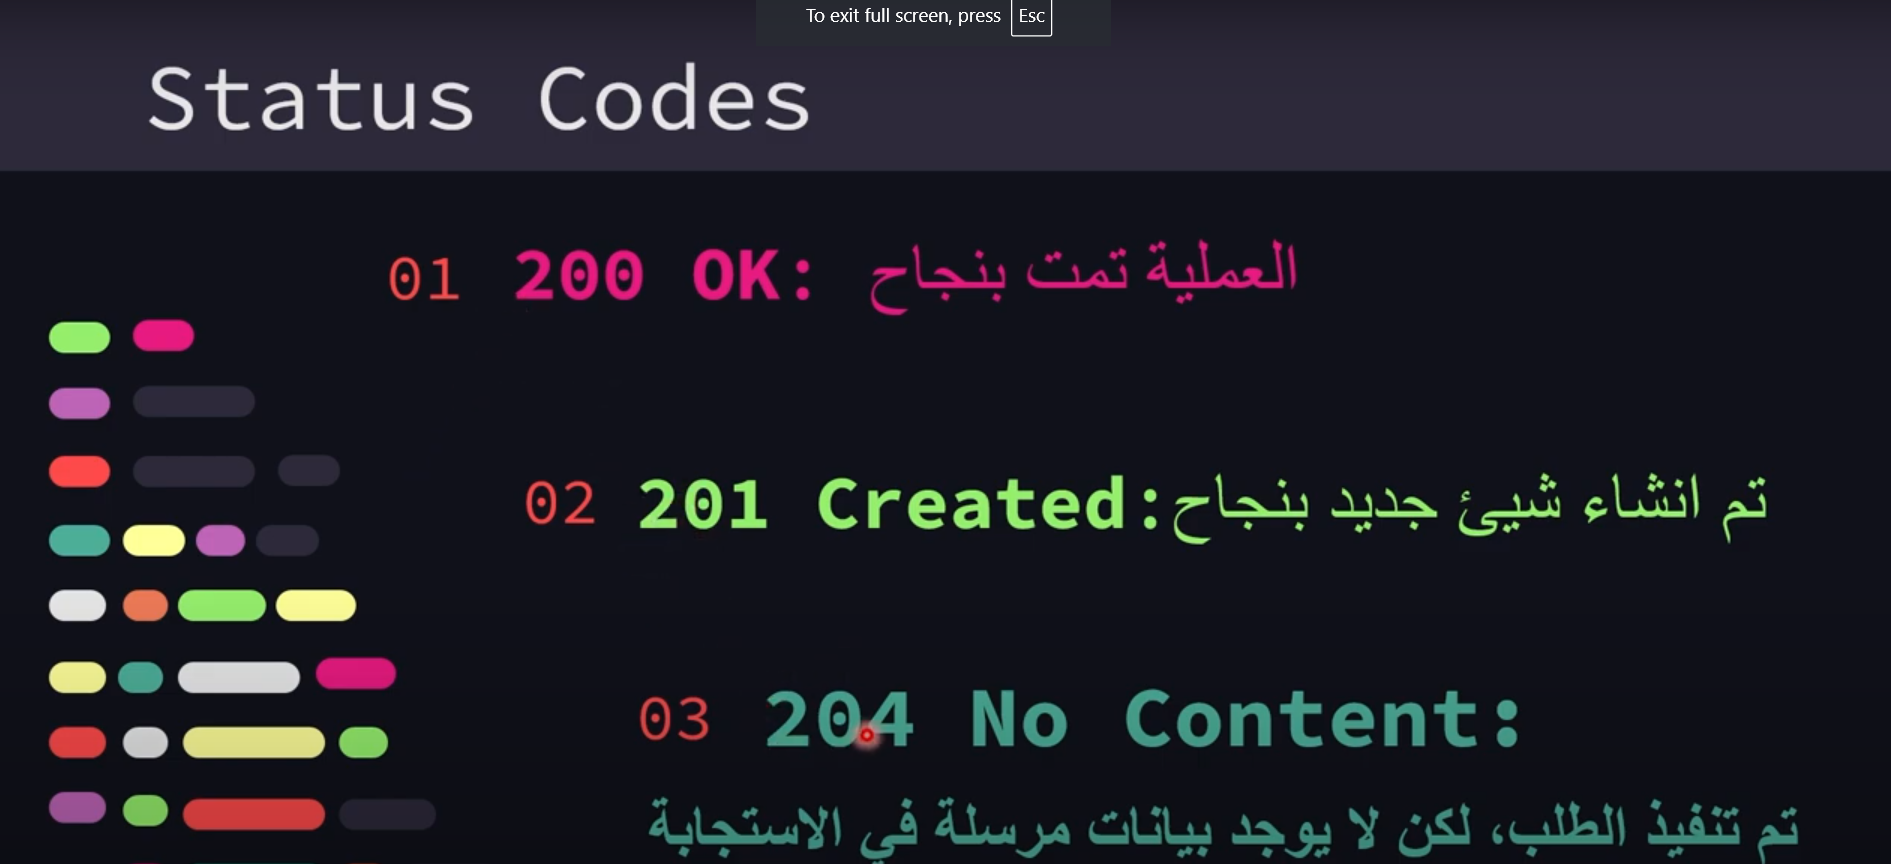 To exit full screen, press Esc
Status Codes
01 200 OK: العملية تمت بنجاح
02 201 Created: تم انشاء شيئ جديد بنجاح
03 204 No Content:
تم تنفيذ الطلب، لكن لا يوجد بيانات مرسلة في الاستجابة